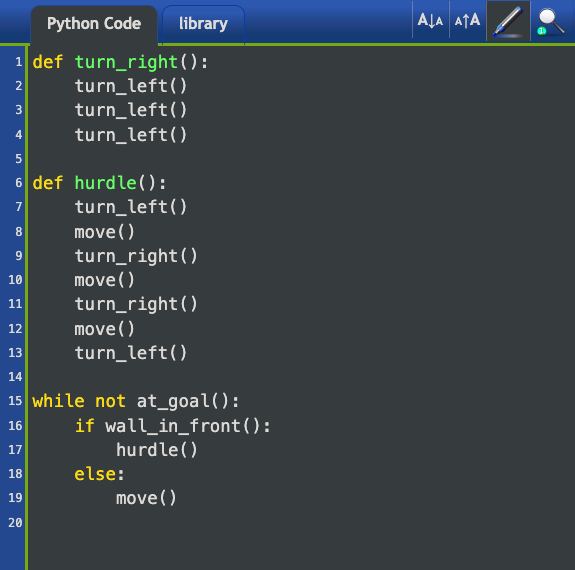 Python Code library A↓A A↑A
1 def turn_right():
2     turn_left()
3     turn_left()
4     turn_left()
5
6 def hurdle():
7     turn_left()
8     move()
9     turn_right()
10     move()
11     turn_right()
12     move()
13     turn_left()
14
15 while not at_goal():
16     if wall_in_front():
17         hurdle()
18     else:
19         move()
20